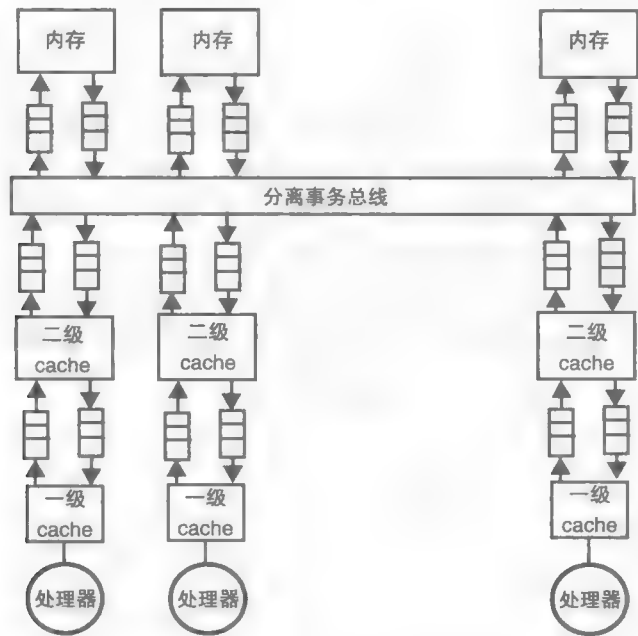 内存
内存
内存
分离事务总线
二级
cache
二级
cache
二级
cache
一级
cache
一级
cache
一级
cache
处理器
处理器
处理器